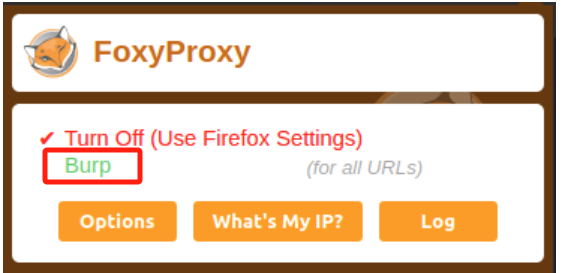 FoxyProxy
✔ Turn Off (Use Firefox Settings)
Burp (for all URLs)
Options What's My IP? Log